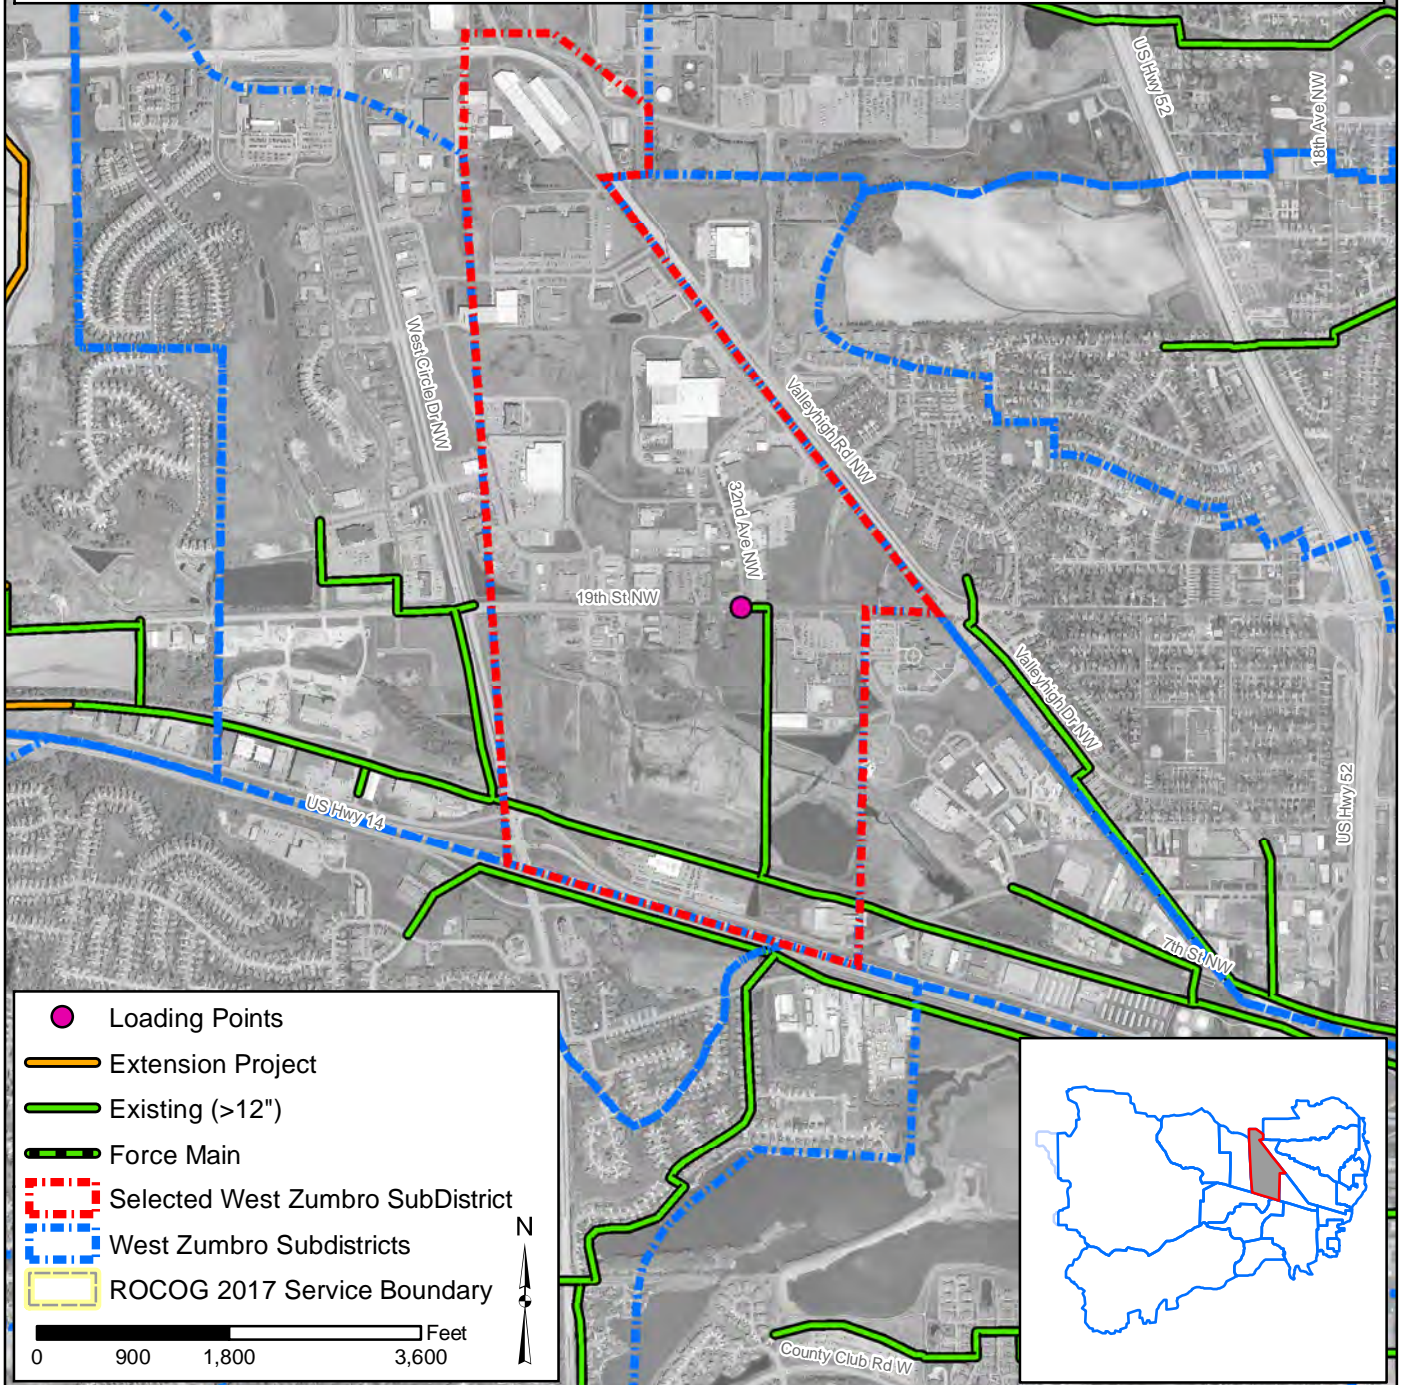 US Hwy 52
18th Ave NW
West Circle Dr NW
Valleyhigh Rd NW
32nd Ave NW
19th St NW
Valleyhigh Dr NW
US Hwy 52
US Hwy 14
7th St NW
Loading Points
Extension Project
Existing (>12")
Force Main
Selected West Zumbro SubDistrict
West Zumbro Subdistricts
ROCOG 2017 Service Boundary
N
Feet
0 900 1,800 3,600
County Club Rd W